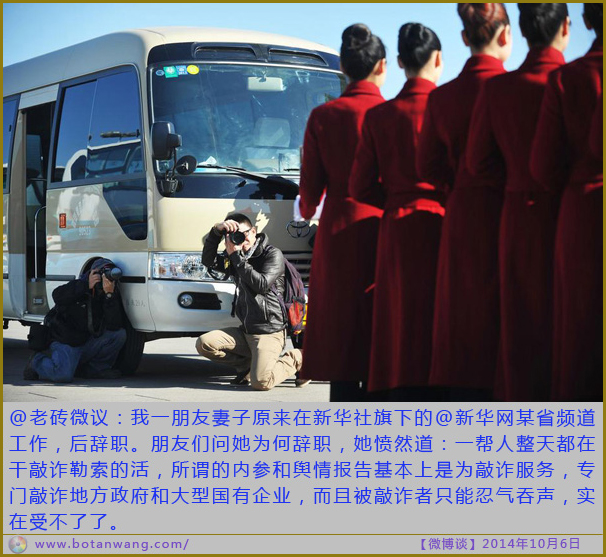 @老砖微议：我一朋友妻子原来在新华社旗下的@新华网某省频道
工作，后辞职。朋友们问她为何辞职，她愤然道：一帮人整天都在
干敲诈勒索的活，所谓的内参和舆情报告基本上是为敲诈服务，专
门敲诈地方政府和大型国有企业，而且被敲诈者只能忍气吞声，实
在受不了了。
www.botanwang.com/ 【微博谈】2014年10月6日